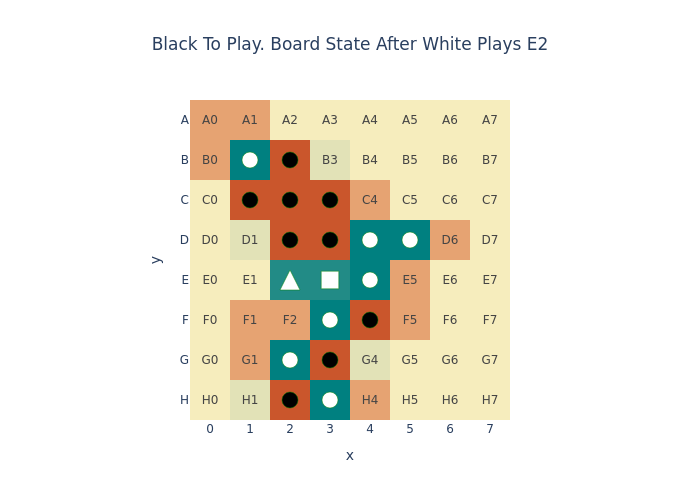 Black To Play. Board State After White Plays E2
A A0 A1 A2 A3 A4 A5 A6 A7
B B0 B3 B4 B5 B6 B7
C C0 C4 C5 C6 C7
D D0 D1 D6 D7
E E0 E1 E5 E6 E7
F F0 F1 F2 F5 F6 F7
G G0 G1 G4 G5 G6 G7
H H0 H1 H4 H5 H6 H7
0 1 2 3 4 5 6 7
x
y